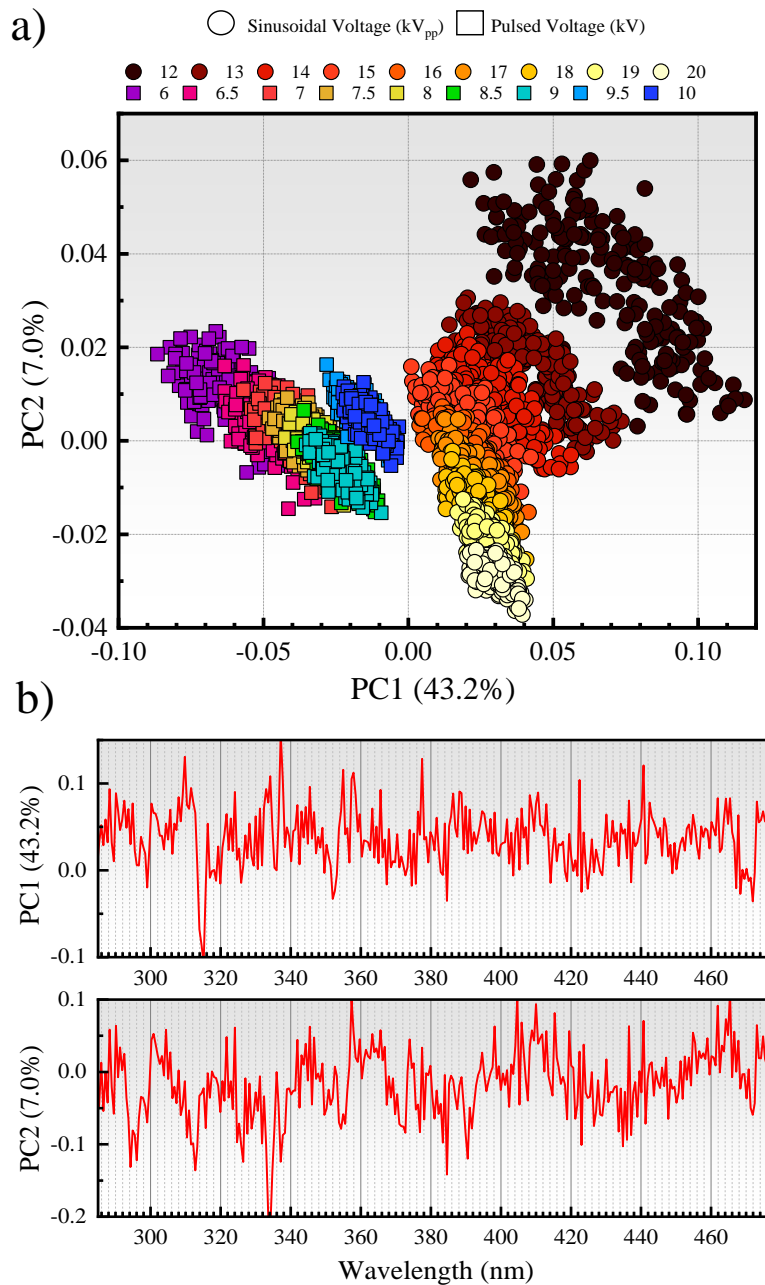 a)
Sinusoidal Voltage (kVpp) Pulsed Voltage (kV)
12 13 14 15 16 17 18 19 20
6 6.5 7 7.5 8 8.5 9 9.5 10
0.06
0.04
0.02
0.00
-0.02
-0.04
PC2 (7.0%)
-0.10 -0.05 0.00 0.05 0.10
PC1 (43.2%)
b)
0.1
0.0
-0.1
PC1 (43.2%)
300 320 340 360 380 400 420 440 460
0.1
0.0
-0.1
-0.2
PC2 (7.0%)
300 320 340 360 380 400 420 440 460
Wavelength (nm)